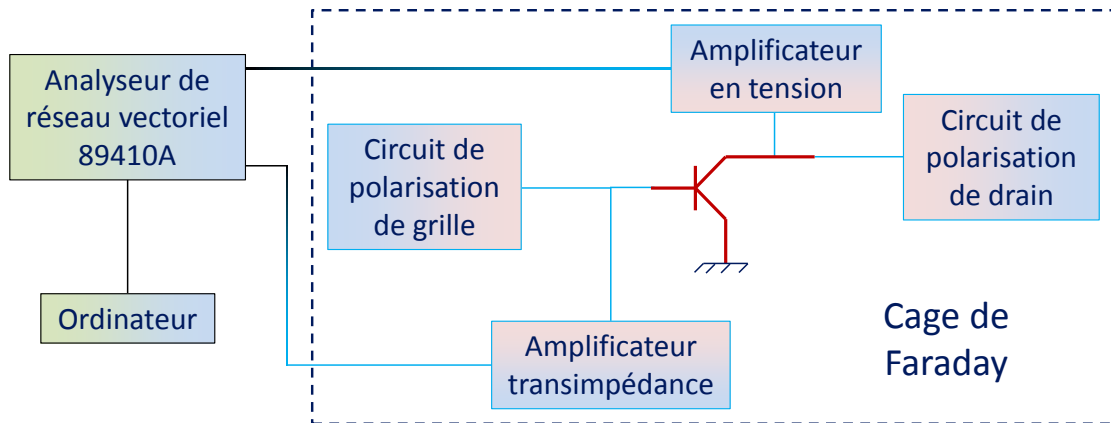 Analyseur de
réseau vectoriel
89410A
Ordinateur
Amplificateur
en tension
Circuit de
polarisation
de grille
Circuit de
polarisation
de drain
Amplificateur
transimpédance
Cage de
Faraday